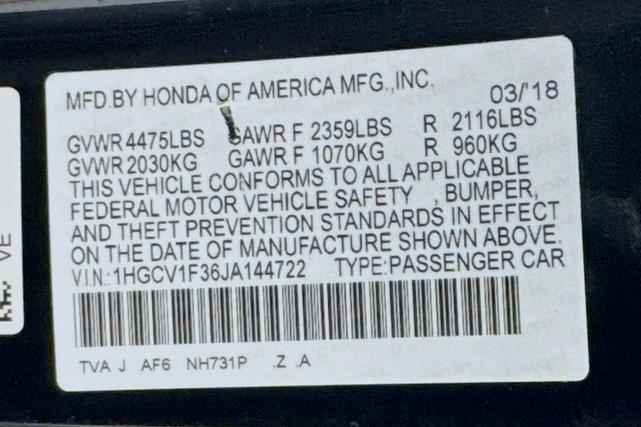 MFD.BY HONDA OF AMERICA MFG.,INC. 03/'18
GVWR 4475LBS GAWR F 2359LBS R 2116LBS
GVWR 2030KG GAWR F 1070KG R 960KG
THIS VEHICLE CONFORMS TO ALL APPLICABLE
FEDERAL MOTOR VEHICLE SAFETY , BUMPER,
AND THEFT PREVENTION STANDARDS IN EFFECT
ON THE DATE OF MANUFACTURE SHOWN ABOVE.
V.I.N.:1HGCV1F36JA144722 TYPE:PASSENGER CAR
TVA J AF6 NH731P .Z .A
VE